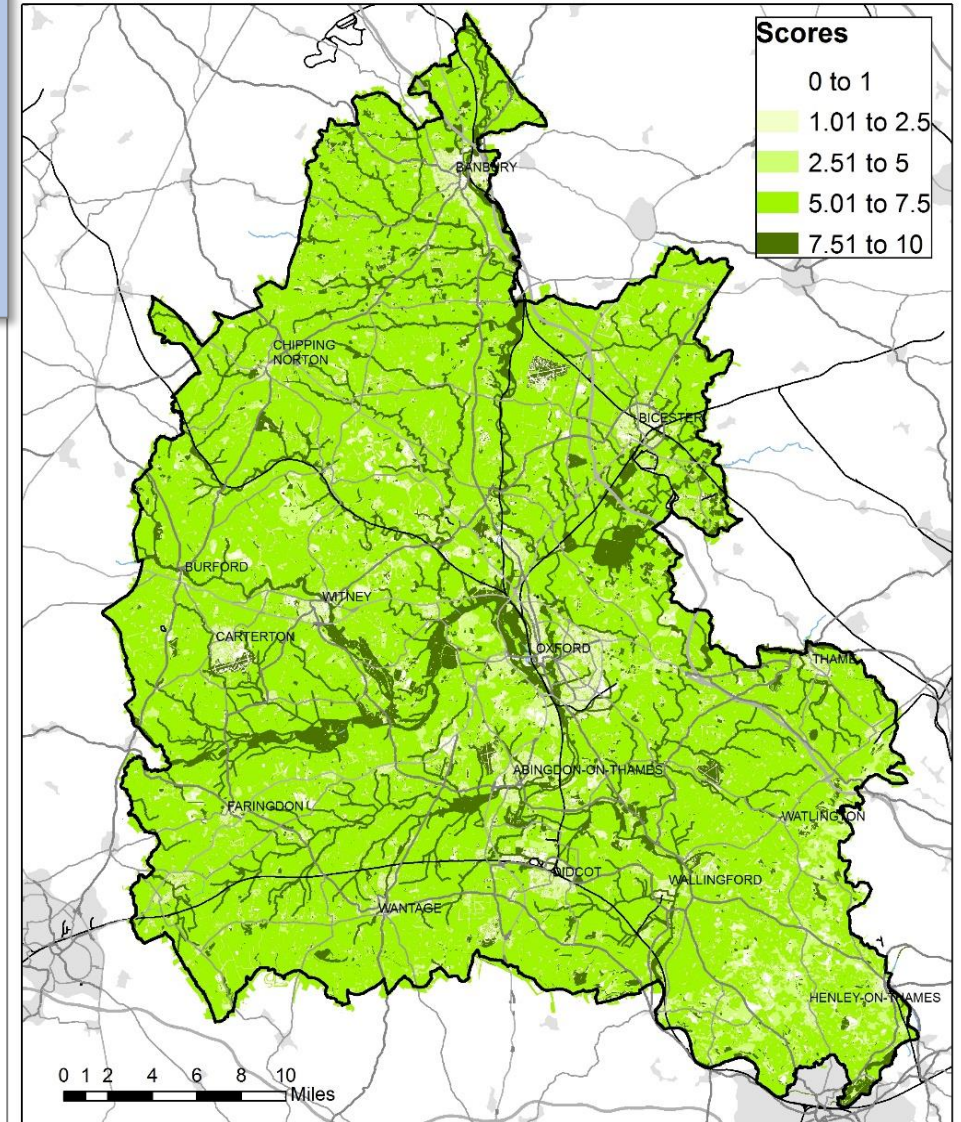 Scores
0 to 1
1.01 to 2.5
2.51 to 5
5.01 to 7.5
7.51 to 10
BANBURY
CHIPPING
NORTON
BICESTER
BURFORD
WITNEY
CARTERTON
OXFORD
THAME
ABINGDON-ON-THAMES
FARINGDON
WATLINGTON
DIDCOT
WALLINGFORD
WANTAGE
HENLEY-ON-THAMES
0 1 2 4 6 8 10
Miles